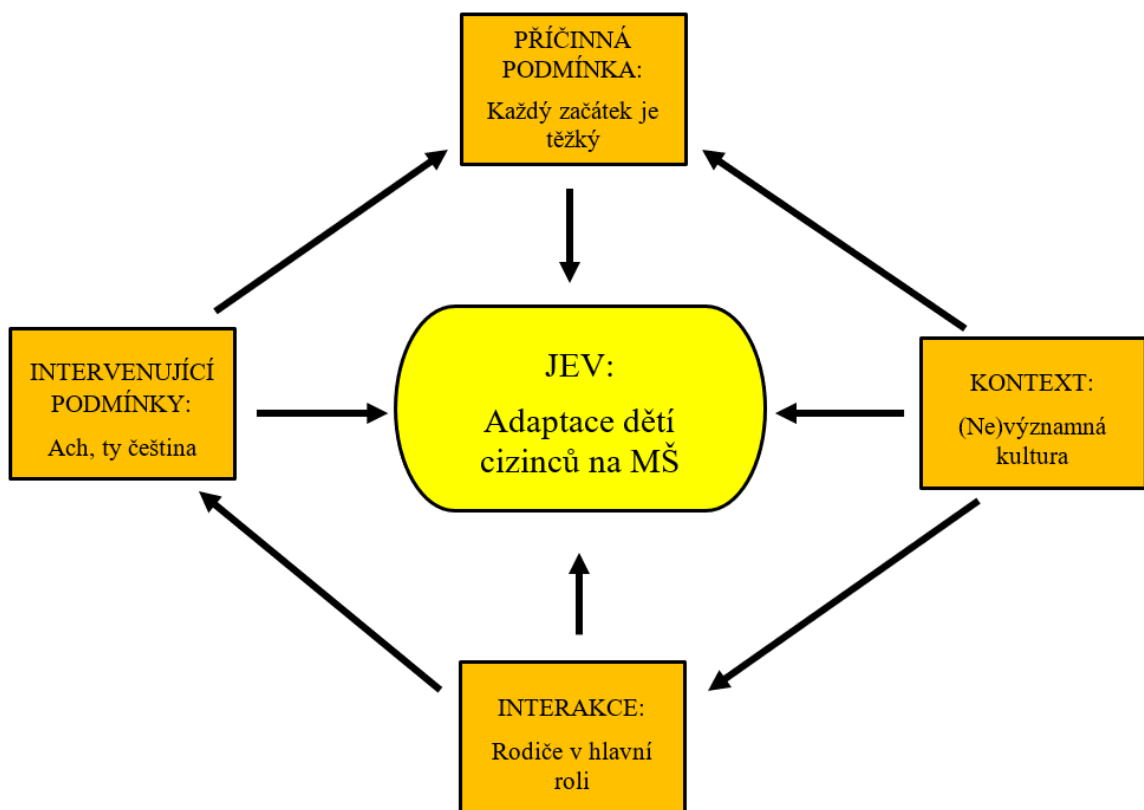 PŘÍČINNÁ
PODMÍNKA:
Každý začátek je
těžký
INTERVENUJÍCÍ
PODMÍNKY:
Ach, ty čeština
JEV:
Adaptace dětí
cizinců na MŠ
KONTEXT:
(Ne)významná
kultura
INTERAKCE:
Rodiče v hlavní
roli